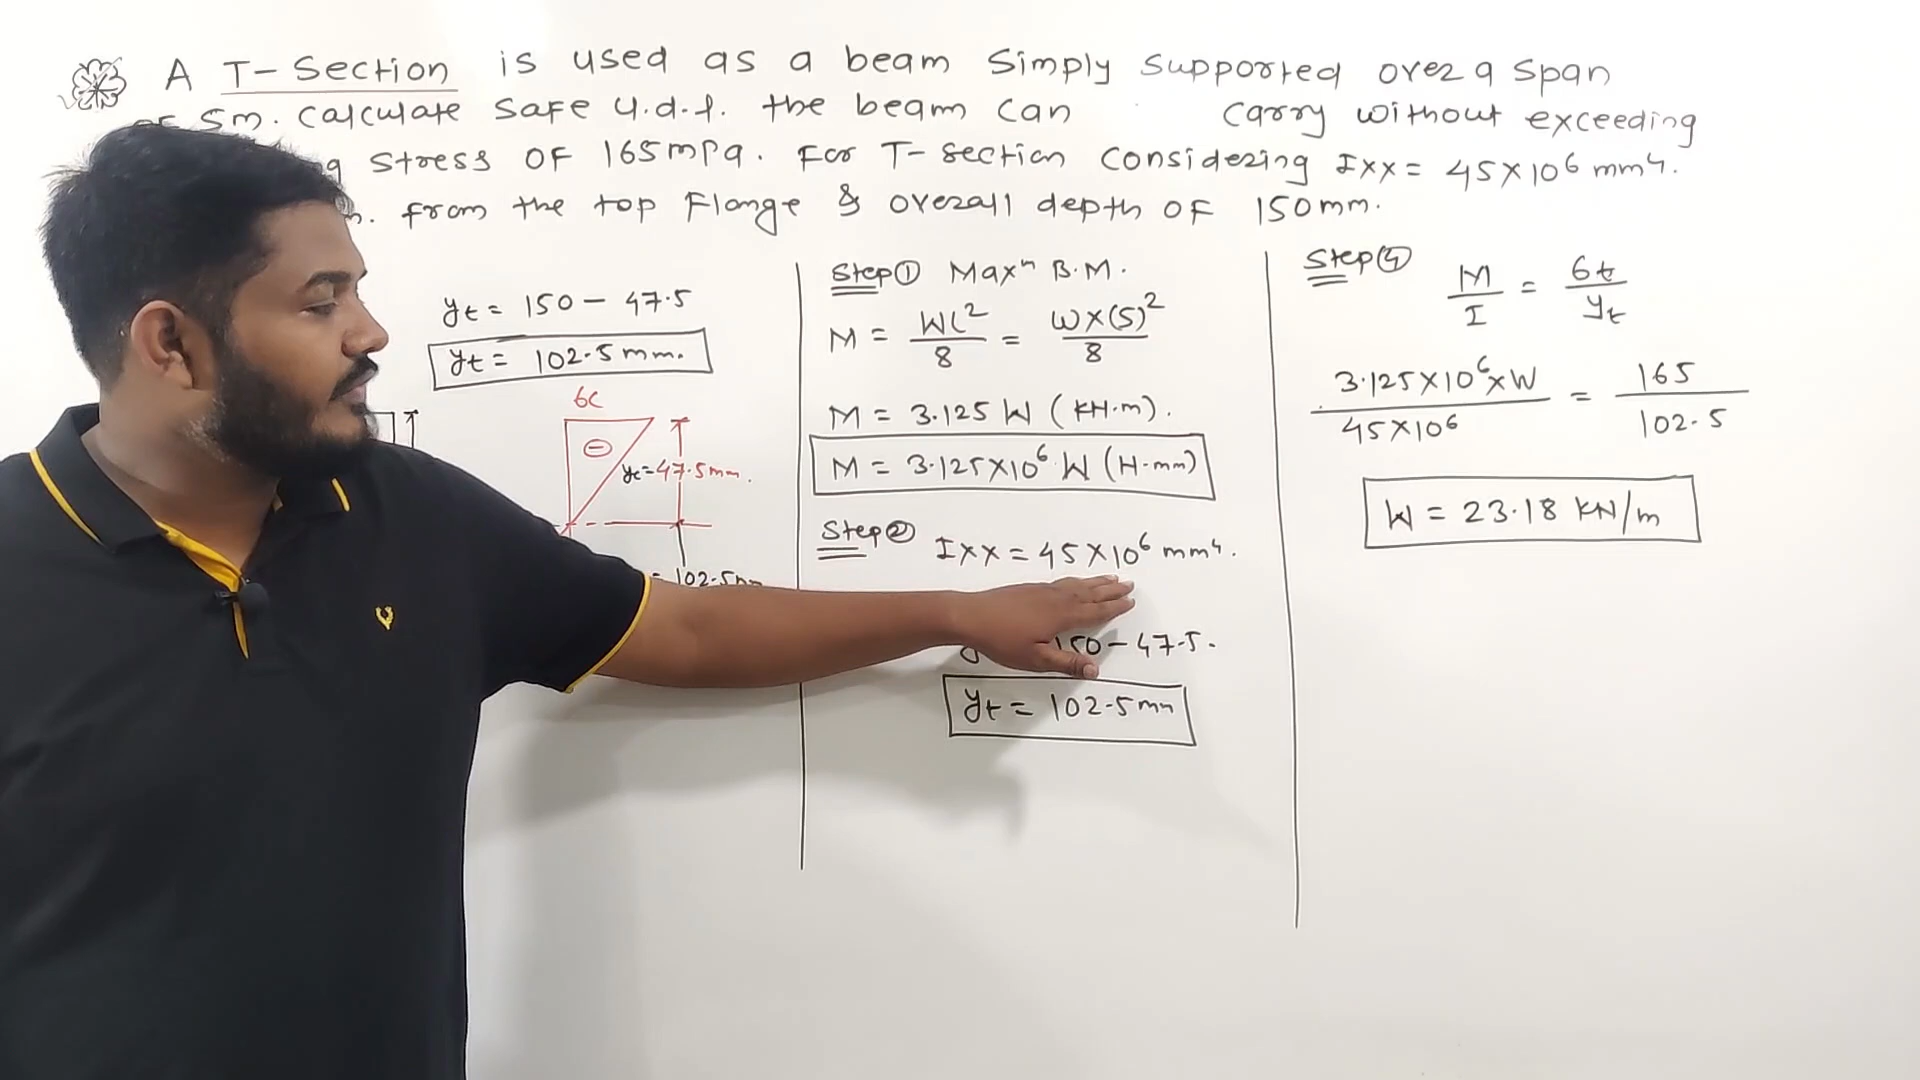 A T-Section is used as a beam Simply Supported over a Span
of 5m. Calculate Safe U.d.l. the beam can carry without exceeding
g stress OF 165mpa. For T-section Considering Ixx = 45×10⁶ mm⁴.
m. From the top Flange & overall depth OF 150mm.
yt = 150 - 47.5
yt = 102.5 mm.
6c
yc=47.5mm.
= 102.5mm
Step① Maxᵐ B.M.
M = WL²/8 = W×(5)²/8
M = 3.125 W (KN.m).
M = 3.125×10⁶ W (N-mm)
Step② Ixx = 45×10⁶ mm⁴.
150-47.5.
yt = 102.5mm
Step④ M/I = 6t/yt
3.125×10⁶×W/45×10⁶ = 165/102.5
W = 23.18 KN/m